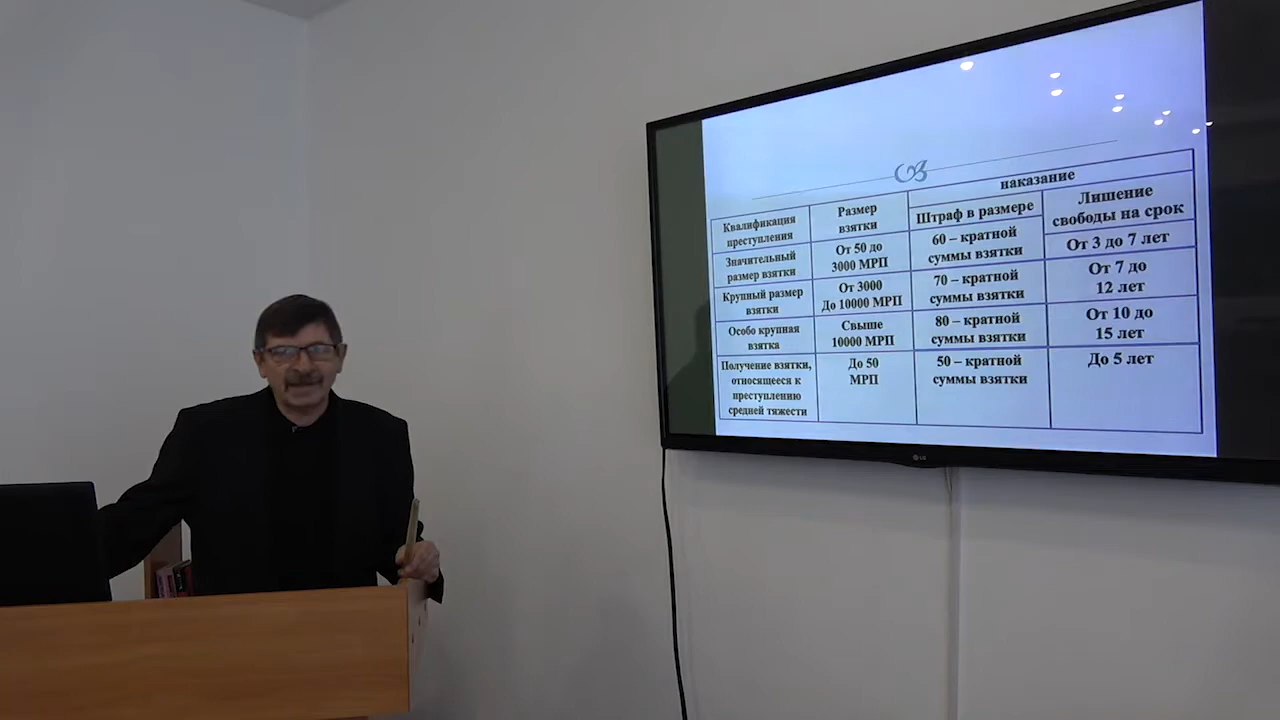 наказание
Квалификация
преступления
Размер
взятки
Штраф в размере
Лишение
свободы на срок
Значительный
размер взятки
От 50 до
3000 МРП
60 – кратной
суммы взятки
От 3 до 7 лет
Крупный размер
взятки
От 3000
До 10000 МРП
70 – кратной
суммы взятки
От 7 до
12 лет
Особо крупная
взятка
Свыше
10000 МРП
80 – кратной
суммы взятки
От 10 до
15 лет
Получение взятки,
относящееся к
преступлению
средней тяжести
До 50
МРП
50 – кратной
суммы взятки
До 5 лет
LG